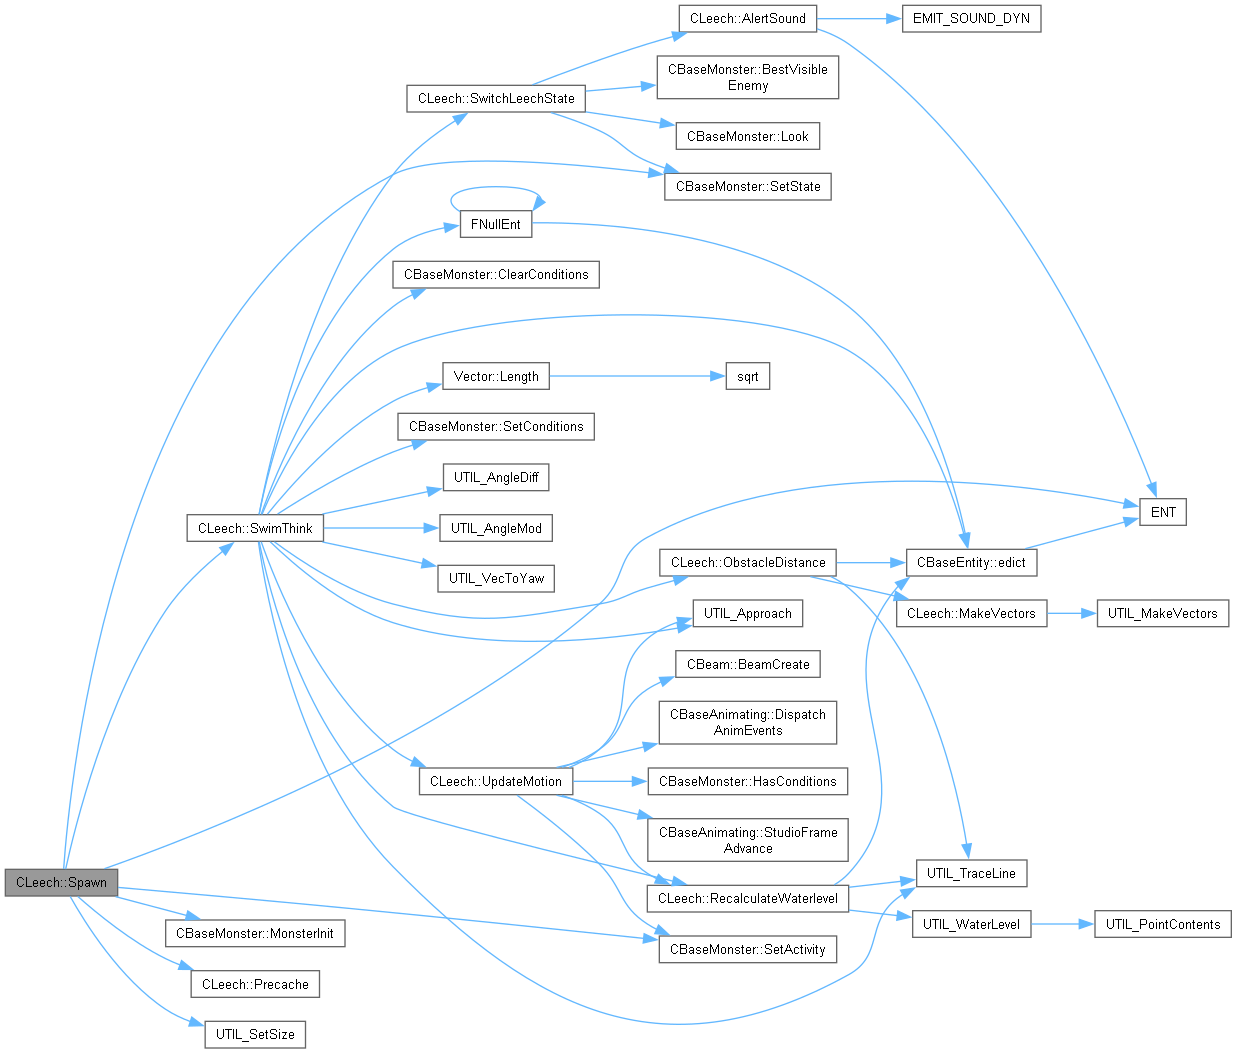 CLeech::AlertSound
EMIT_SOUND_DYN
CBaseMonster::BestVisible
Enemy
CLeech::SwitchLeechState
CBaseMonster::Look
CBaseMonster::SetState
FNullEnt
CBaseMonster::ClearConditions
Vector::Length
sqrt
CBaseMonster::SetConditions
UTIL_AngleDiff
ENT
CLeech::SwimThink
UTIL_AngleMod
CLeech::ObstacleDistance
CBaseEntity::edict
UTIL_VecToYaw
UTIL_Approach
CLeech::MakeVectors
UTIL_MakeVectors
CBeam::BeamCreate
CBaseAnimating::Dispatch
AnimEvents
CLeech::UpdateMotion
CBaseMonster::HasConditions
CBaseAnimating::StudioFrame
Advance
UTIL_TraceLine
CLeech::Spawn
CLeech::RecalculateWaterlevel
UTIL_WaterLevel
UTIL_PointContents
CBaseMonster::MonsterInit
CBaseMonster::SetActivity
CLeech::Precache
UTIL_SetSize